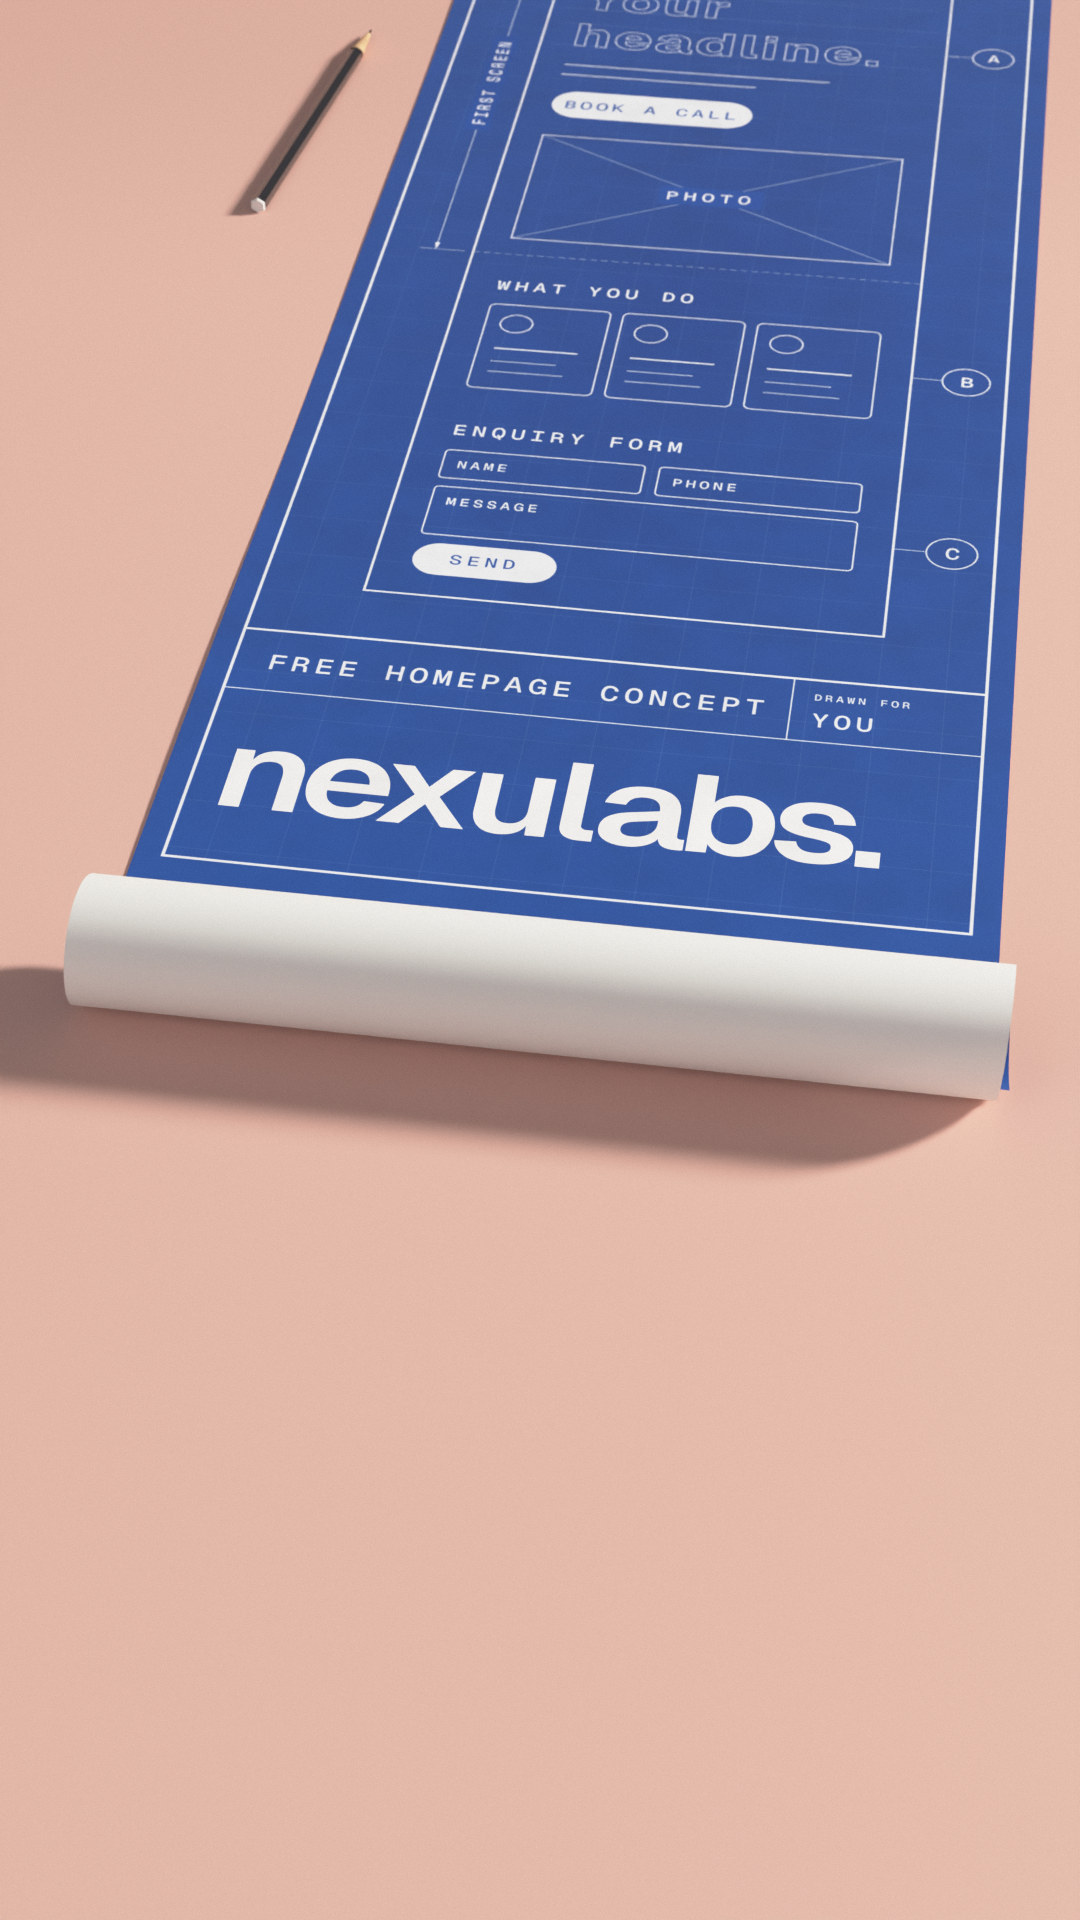 Your
headline.
FIRST SCREEN
BOOK A CALL
A
PHOTO
WHAT YOU DO
B
ENQUIRY FORM
NAME
PHONE
MESSAGE
SEND
C
FREE HOMEPAGE CONCEPT
DRAWN FOR
YOU
nexulabs.